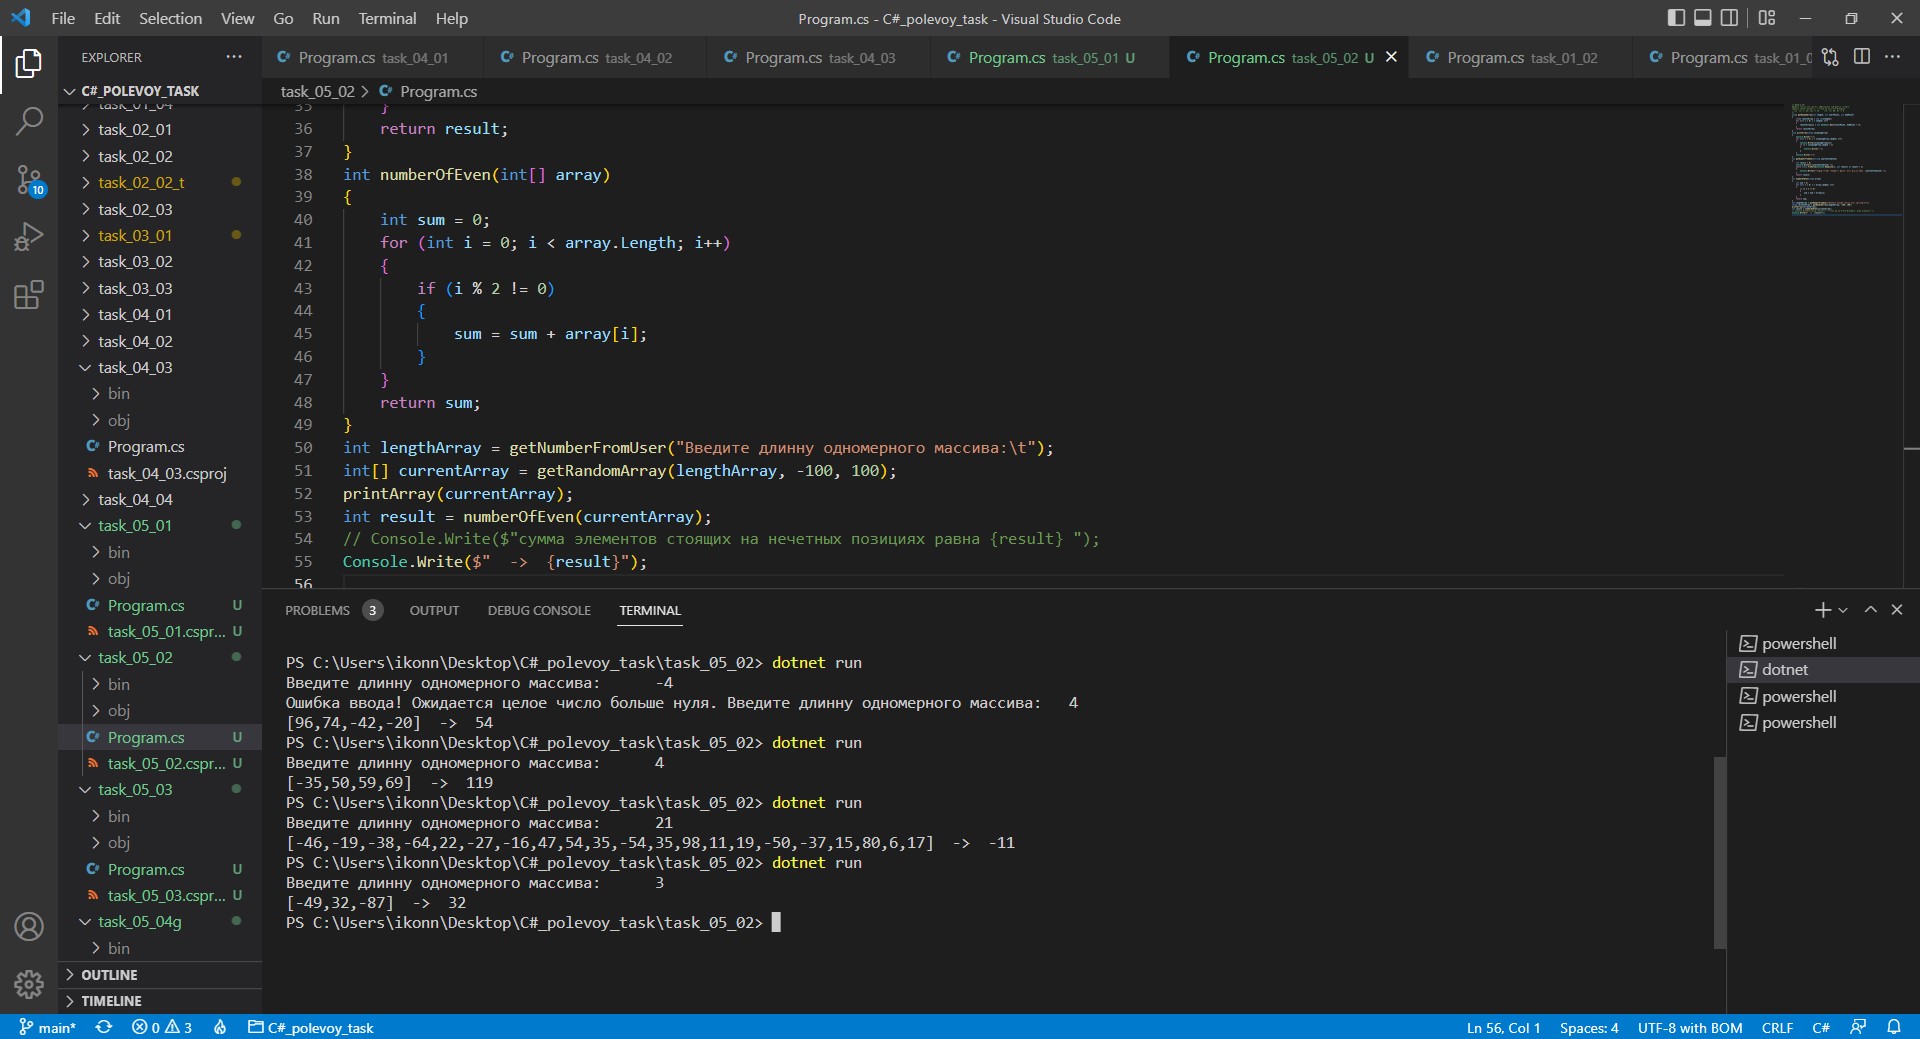 File Edit Selection View Go Run Terminal Help
Program.cs - C#_polevoy_task - Visual Studio Code
EXPLORER
C#_POLEVOY_TASK
task_01_04
task_02_01
task_02_02
task_02_02_t
task_02_03
task_03_01
task_03_02
task_03_03
task_04_01
task_04_02
task_04_03
bin
obj
Program.cs
task_04_03.csproj
task_04_04
task_05_01
bin
obj
Program.cs U
task_05_01.cspr... U
task_05_02
bin
obj
Program.cs U
task_05_02.cspr... U
task_05_03
bin
obj
Program.cs U
task_05_03.cspr... U
task_05_04g
bin
OUTLINE
TIMELINE
10
Program.cs task_04_01 Program.cs task_04_02 Program.cs task_04_03 Program.cs task_05_01 U Program.cs task_05_02 U Program.cs task_01_02 Program.cs task_01_0
task_05_02 > Program.cs
35 }
36 return result;
37 }
38 int numberOfEven(int[] array)
39 {
40 int sum = 0;
41 for (int i = 0; i < array.Length; i++)
42 {
43 if (i % 2 != 0)
44 {
45 sum = sum + array[i];
46 }
47 }
48 return sum;
49 }
50 int lengthArray = getNumberFromUser("Введите длинну одномерного массива:\t");
51 int[] currentArray = getRandomArray(lengthArray, -100, 100);
52 printArray(currentArray);
53 int result = numberOfEven(currentArray);
54 // Console.Write($"сумма элементов стоящих на нечетных позициях равна {result} ");
55 Console.Write($"  ->  {result}");
56
PROBLEMS 3 OUTPUT DEBUG CONSOLE TERMINAL
PS C:\Users\ikonn\Desktop\C#_polevoy_task\task_05_02> dotnet run
Введите длинну одномерного массива: -4
Ошибка ввода! Ожидается целое число больше нуля. Введите длинну одномерного массива: 4
[96,74,-42,-20] -> 54
PS C:\Users\ikonn\Desktop\C#_polevoy_task\task_05_02> dotnet run
Введите длинну одномерного массива: 4
[-35,50,59,69] -> 119
PS C:\Users\ikonn\Desktop\C#_polevoy_task\task_05_02> dotnet run
Введите длинну одномерного массива: 21
[-46,-19,-38,-64,22,-27,-16,47,54,35,-54,35,98,11,19,-50,-37,15,80,6,17] -> -11
PS C:\Users\ikonn\Desktop\C#_polevoy_task\task_05_02> dotnet run
Введите длинну одномерного массива: 3
[-49,32,-87] -> 32
PS C:\Users\ikonn\Desktop\C#_polevoy_task\task_05_02>
powershell
dotnet
powershell
powershell
main* 0 3 C#_polevoy_task
Ln 56, Col 1 Spaces: 4 UTF-8 with BOM CRLF C#